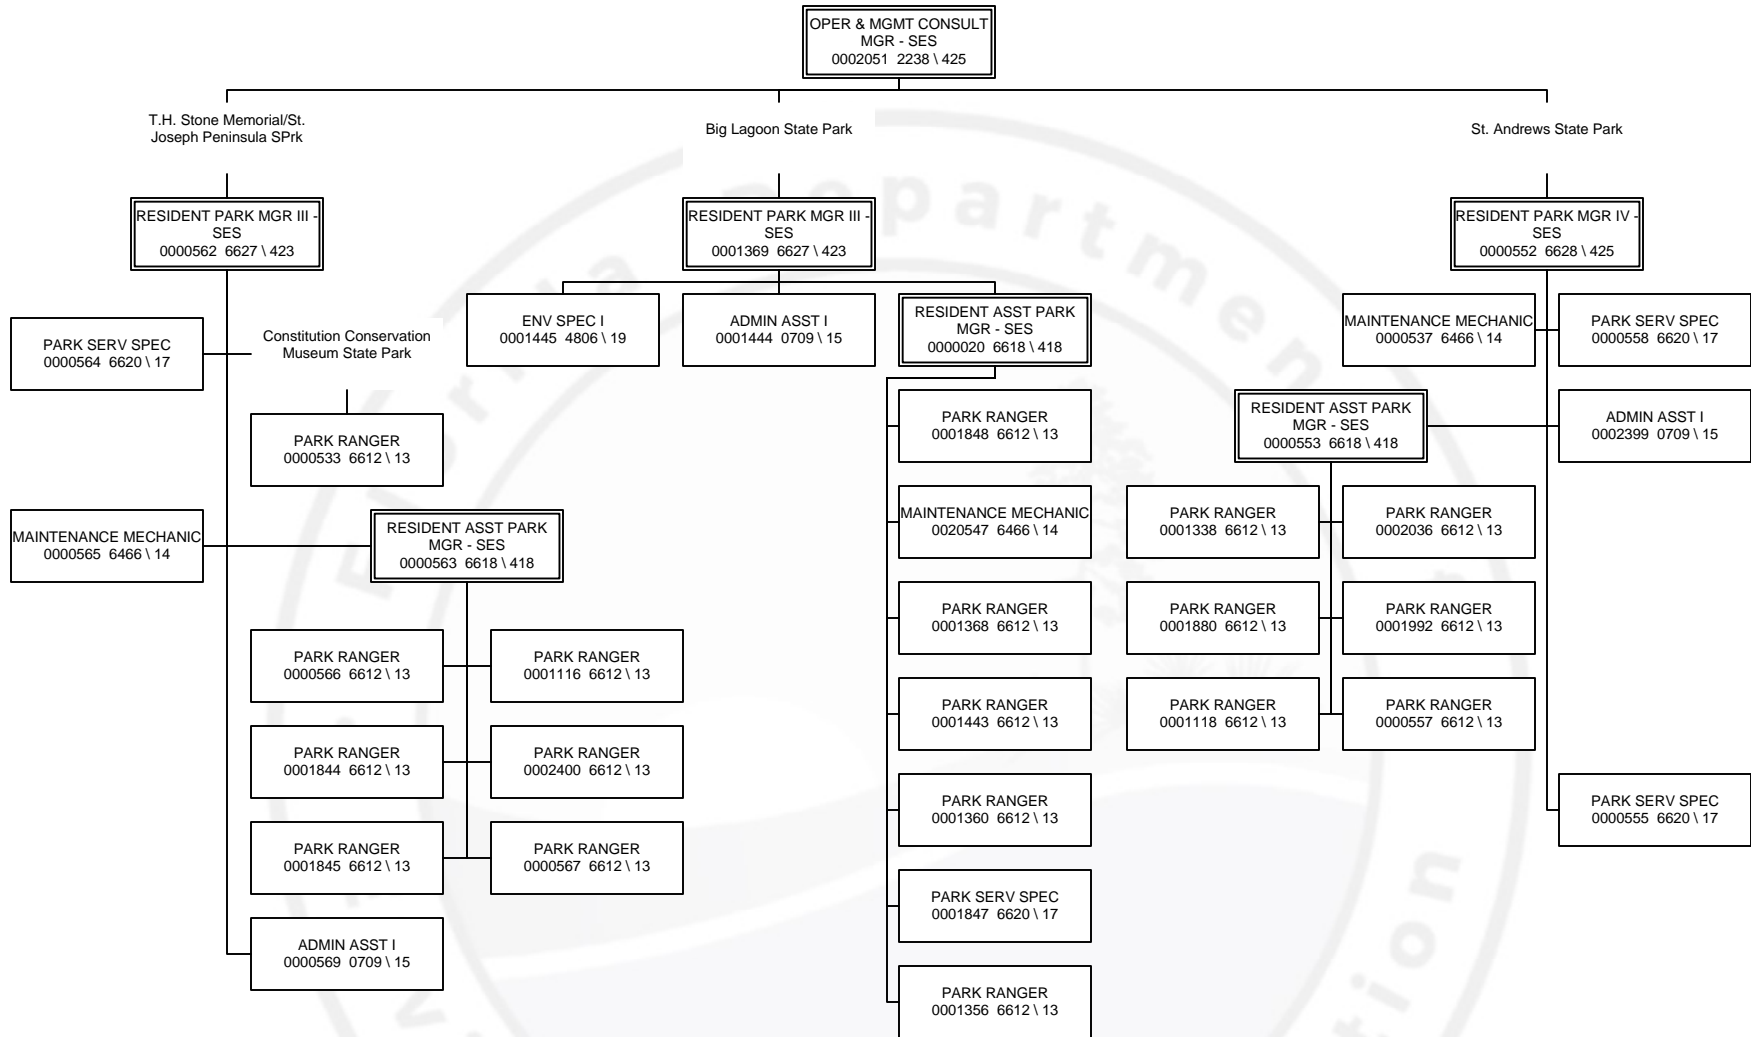 OPER & MGMT CONSULT
MGR - SES
0002051 2238 \ 425
T.H. Stone Memorial/St.
Joseph Peninsula SPrk
Big Lagoon State Park
St. Andrews State Park
RESIDENT PARK MGR III -
SES
0000562 6627 \ 423
RESIDENT PARK MGR III -
SES
0001369 6627 \ 423
RESIDENT PARK MGR IV -
SES
0000552 6628 \ 425
PARK SERV SPEC
0000564 6620 \ 17
Constitution Conservation
Museum State Park
PARK RANGER
0000533 6612 \ 13
MAINTENANCE MECHANIC
0000565 6466 \ 14
RESIDENT ASST PARK
MGR - SES
0000563 6618 \ 418
PARK RANGER
0000566 6612 \ 13
PARK RANGER
0001116 6612 \ 13
PARK RANGER
0001844 6612 \ 13
PARK RANGER
0002400 6612 \ 13
PARK RANGER
0001845 6612 \ 13
PARK RANGER
0000567 6612 \ 13
ADMIN ASST I
0000569 0709 \ 15
ENV SPEC I
0001445 4806 \ 19
ADMIN ASST I
0001444 0709 \ 15
RESIDENT ASST PARK
MGR - SES
0000020 6618 \ 418
PARK RANGER
0001848 6612 \ 13
MAINTENANCE MECHANIC
0020547 6466 \ 14
PARK RANGER
0001368 6612 \ 13
PARK RANGER
0001443 6612 \ 13
PARK RANGER
0001360 6612 \ 13
PARK SERV SPEC
0001847 6620 \ 17
PARK RANGER
0001356 6612 \ 13
MAINTENANCE MECHANIC
0000537 6466 \ 14
PARK SERV SPEC
0000558 6620 \ 17
RESIDENT ASST PARK
MGR - SES
0000553 6618 \ 418
ADMIN ASST I
0002399 0709 \ 15
PARK RANGER
0001338 6612 \ 13
PARK RANGER
0002036 6612 \ 13
PARK RANGER
0001880 6612 \ 13
PARK RANGER
0001992 6612 \ 13
PARK RANGER
0001118 6612 \ 13
PARK RANGER
0000557 6612 \ 13
PARK SERV SPEC
0000555 6620 \ 17
Florida Department